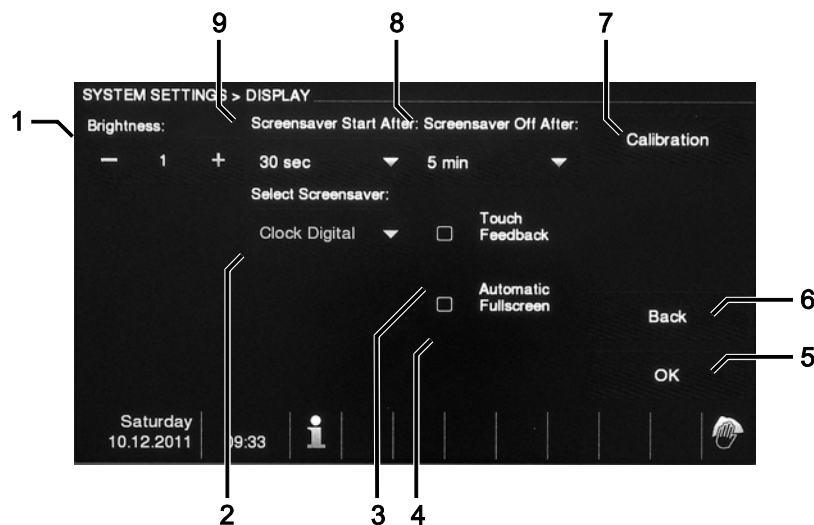 9 8 7
SYSTEM SETTINGS > DISPLAY
1
Brightness: Screensaver Start After: Screensaver Off After:
Calibration
1 + 30 sec 5 min
Select Screensaver:
Clock Digital
Touch
Feedback
Automatic
Fullscreen
Back
6
OK
5
Saturday
10.12.2011
09:33
i
2 3 4